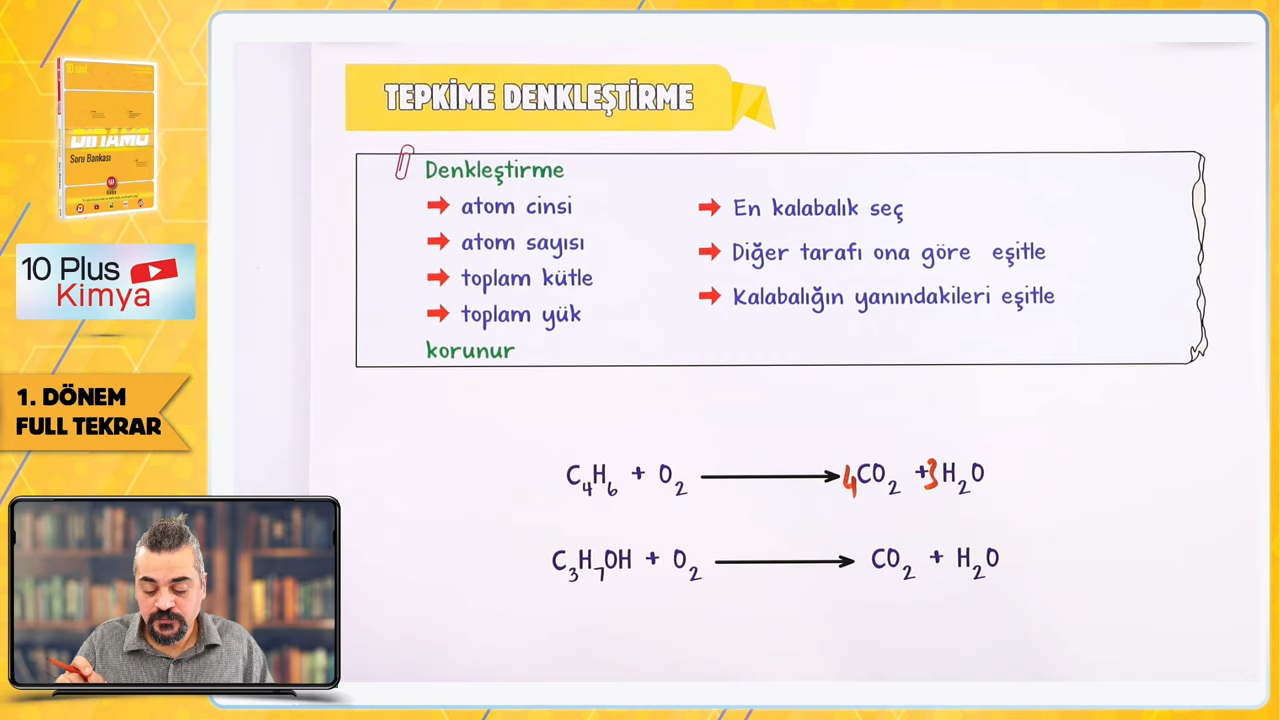 TEPKİME DENKLEŞTİRME
DİNAMO
Soru Bankası
10 Plus
Kimya
1. DÖNEM
FULL TEKRAR
Denkleştirme
→ atom cinsi
→ atom sayısı
→ toplam kütle
→ toplam yük
korunur
→ En kalabalık seç
→ Diğer tarafı ona göre eşitle
→ Kalabalığın yanındakileri eşitle
C₄H₆ + O₂ → 4CO₂ + 3H₂O
C₃H₇OH + O₂ → CO₂ + H₂O